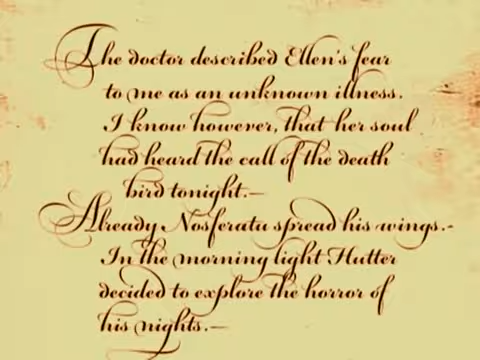 The doctor described Ellen's fear
to me as an unknown illness.
I know however, that her soul
had heard the call of the death
bird tonight.—
Already Nosferatu spread his wings.-
In the morning light Hutter
decided to explore the horror of
his nights.—